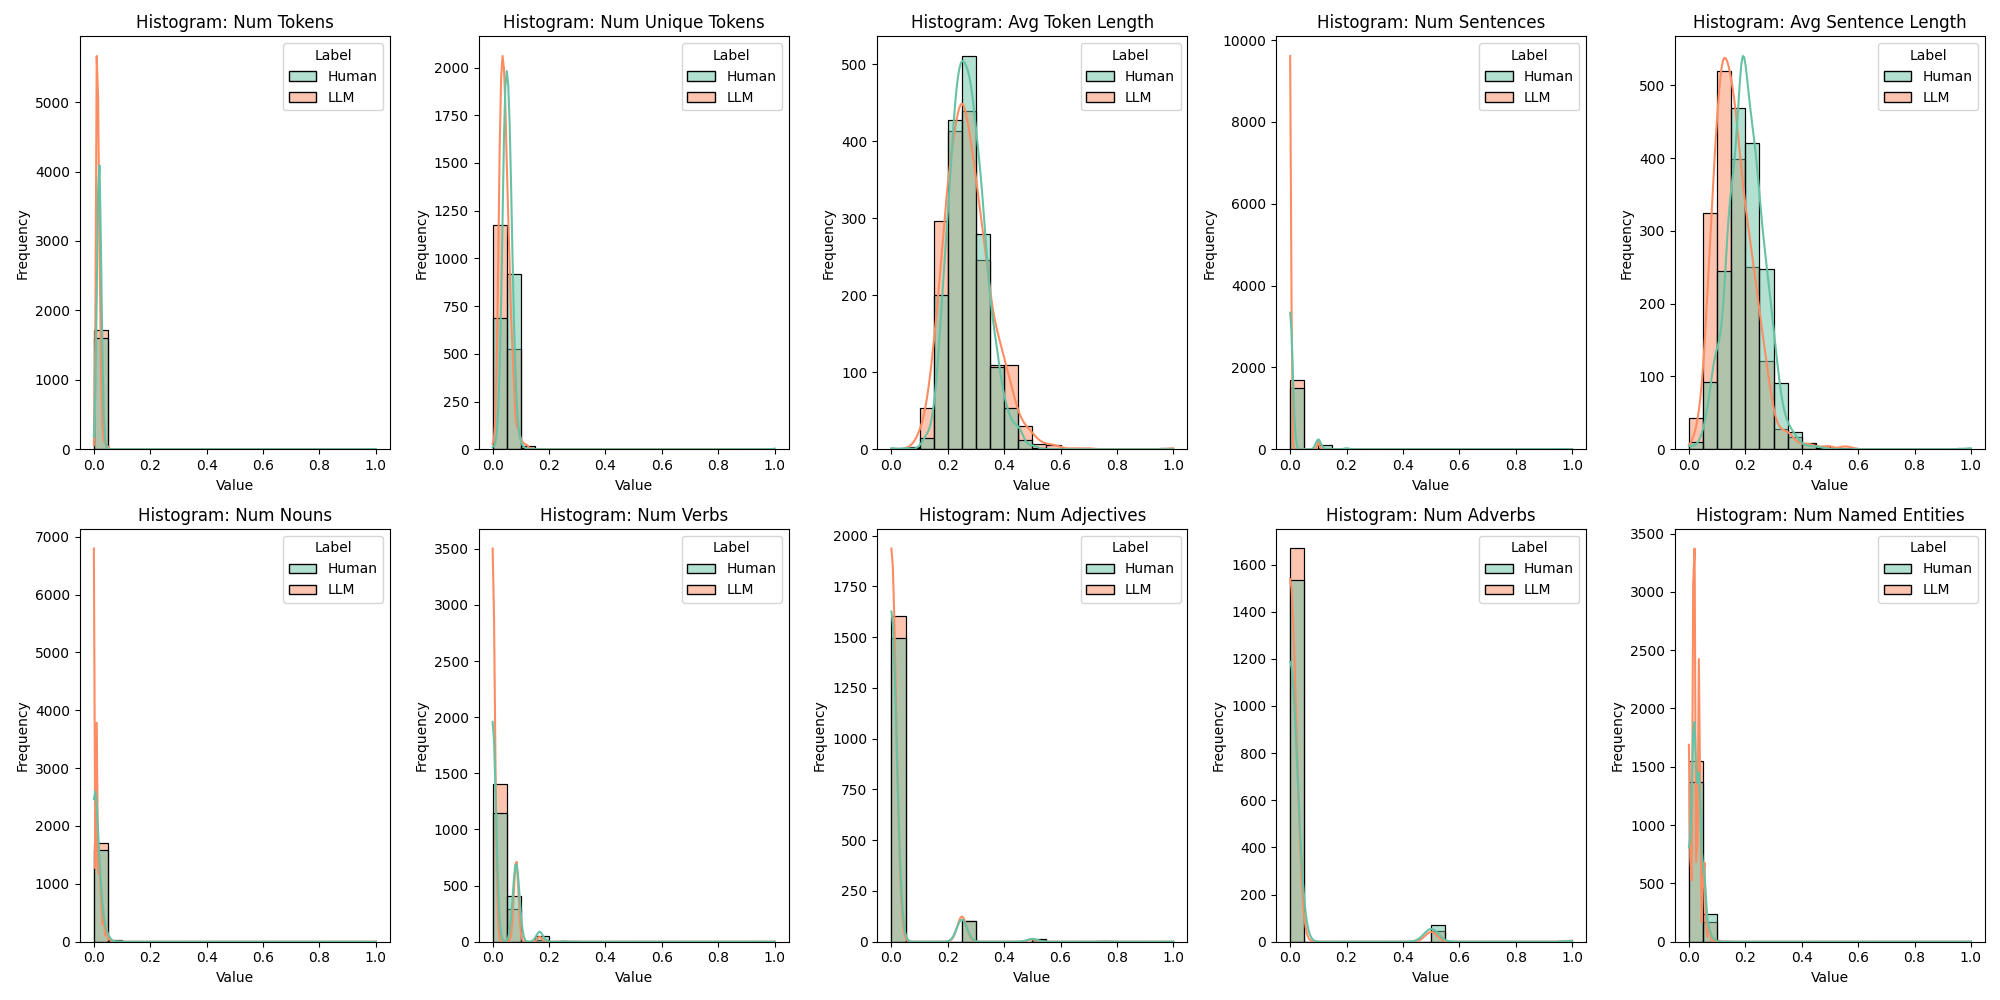 Histogram: Num Tokens
Label
Human
LLM
Frequency
5000
4000
3000
2000
1000
0
0.0 0.2 0.4 0.6 0.8 1.0
Value
Histogram: Num Unique Tokens
Label
Human
LLM
Frequency
2000
1750
1500
1250
1000
750
500
250
0
0.0 0.2 0.4 0.6 0.8 1.0
Value
Histogram: Avg Token Length
Label
Human
LLM
Frequency
500
400
300
200
100
0
0.0 0.2 0.4 0.6 0.8 1.0
Value
Histogram: Num Sentences
Label
Human
LLM
Frequency
10000
8000
6000
4000
2000
0
0.0 0.2 0.4 0.6 0.8 1.0
Value
Histogram: Avg Sentence Length
Label
Human
LLM
Frequency
500
400
300
200
100
0
0.0 0.2 0.4 0.6 0.8 1.0
Value
Histogram: Num Nouns
Label
Human
LLM
Frequency
7000
6000
5000
4000
3000
2000
1000
0
0.0 0.2 0.4 0.6 0.8 1.0
Value
Histogram: Num Verbs
Label
Human
LLM
Frequency
3500
3000
2500
2000
1500
1000
500
0
0.0 0.2 0.4 0.6 0.8 1.0
Value
Histogram: Num Adjectives
Label
Human
LLM
Frequency
2000
1750
1500
1250
1000
750
500
250
0
0.0 0.2 0.4 0.6 0.8 1.0
Value
Histogram: Num Adverbs
Label
Human
LLM
Frequency
1600
1400
1200
1000
800
600
400
200
0
0.0 0.2 0.4 0.6 0.8 1.0
Value
Histogram: Num Named Entities
Label
Human
LLM
Frequency
3500
3000
2500
2000
1500
1000
500
0
0.0 0.2 0.4 0.6 0.8 1.0
Value